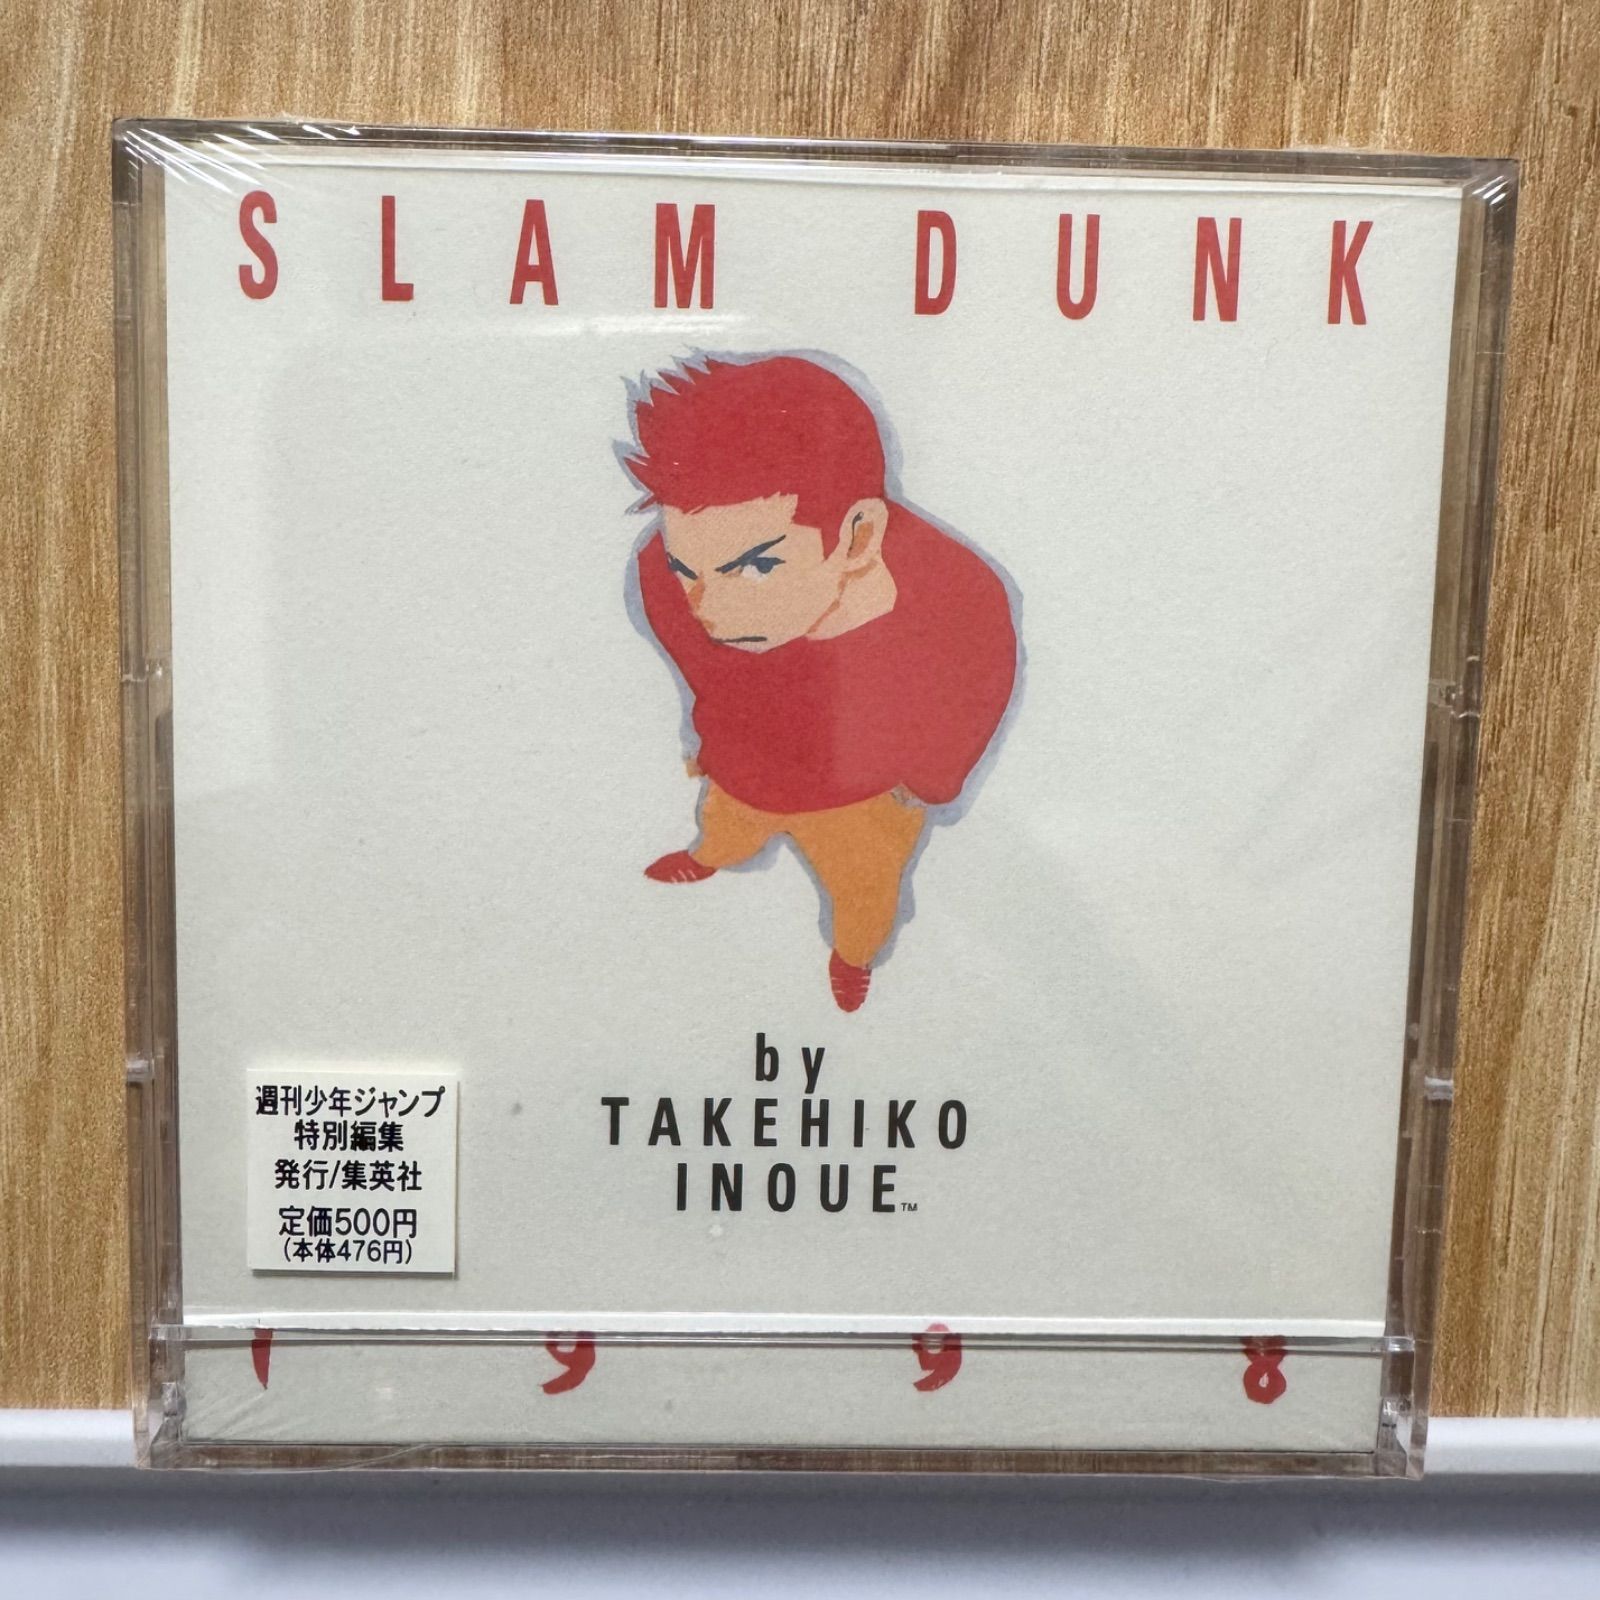 SLAM DUNK
by
TAKEHIKO
INOUE™
週刊少年ジャンプ
特別編集
発行/集英社
定価500円
(本体476円)
1998